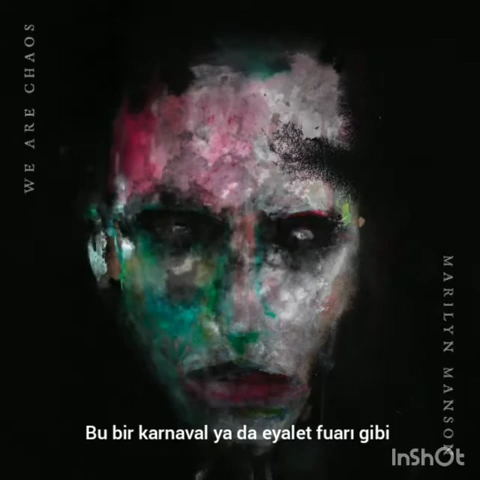 WE ARE CHAOS
MARILYN MANSON
Bu bir karnaval ya da eyalet fuarı gibi
InShOt